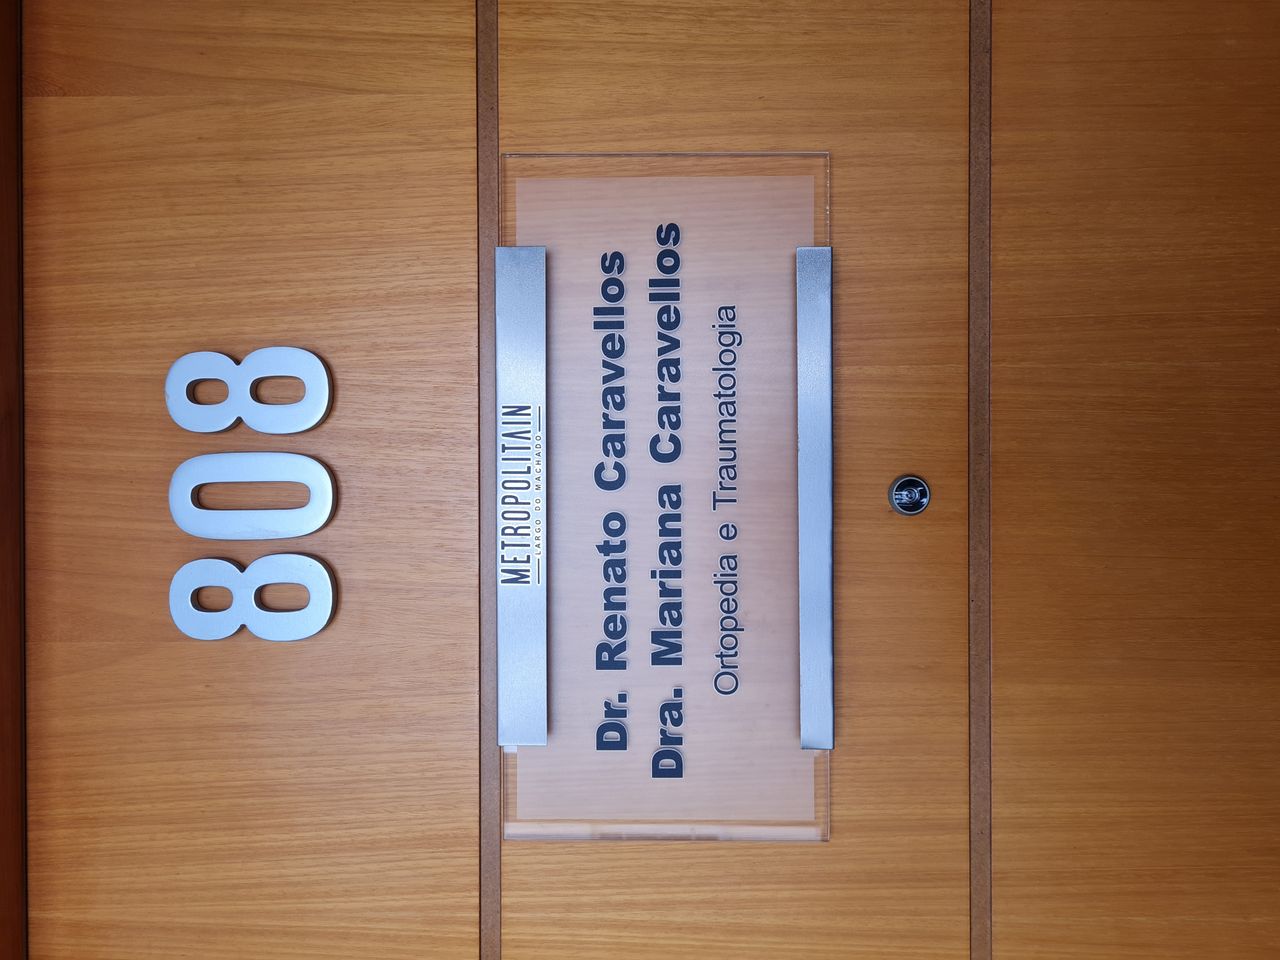 808
METROPOLITAIN
LARGO DO MACHADO
Dr. Renato Caravellos
Dra. Mariana Caravellos
Ortopedia e Traumatologia